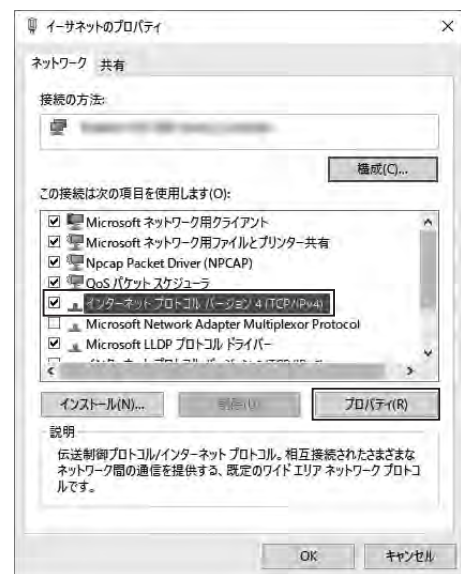 イーサネットのプロパティ
ネットワーク 共有
接続の方法:
構成(C)...
この接続は次の項目を使用します(O):
Microsoft ネットワーク用クライアント
Microsoft ネットワーク用ファイルとプリンター共有
Npcap Packet Driver (NPCAP)
QoS パケット スケジューラ
インターネット プロトコル バージョン 4 (TCP/IPv4)
Microsoft Network Adapter Multiplexor Protocol
Microsoft LLDP プロトコル ドライバー
インストール(N)... 削除(U) プロパティ(R)
説明
伝送制御プロトコル/インターネット プロトコル。相互接続されたさまざまな
ネットワーク間の通信を提供する、既定のワイド エリア ネットワーク プロトコ
ルです。
OK キャンセル